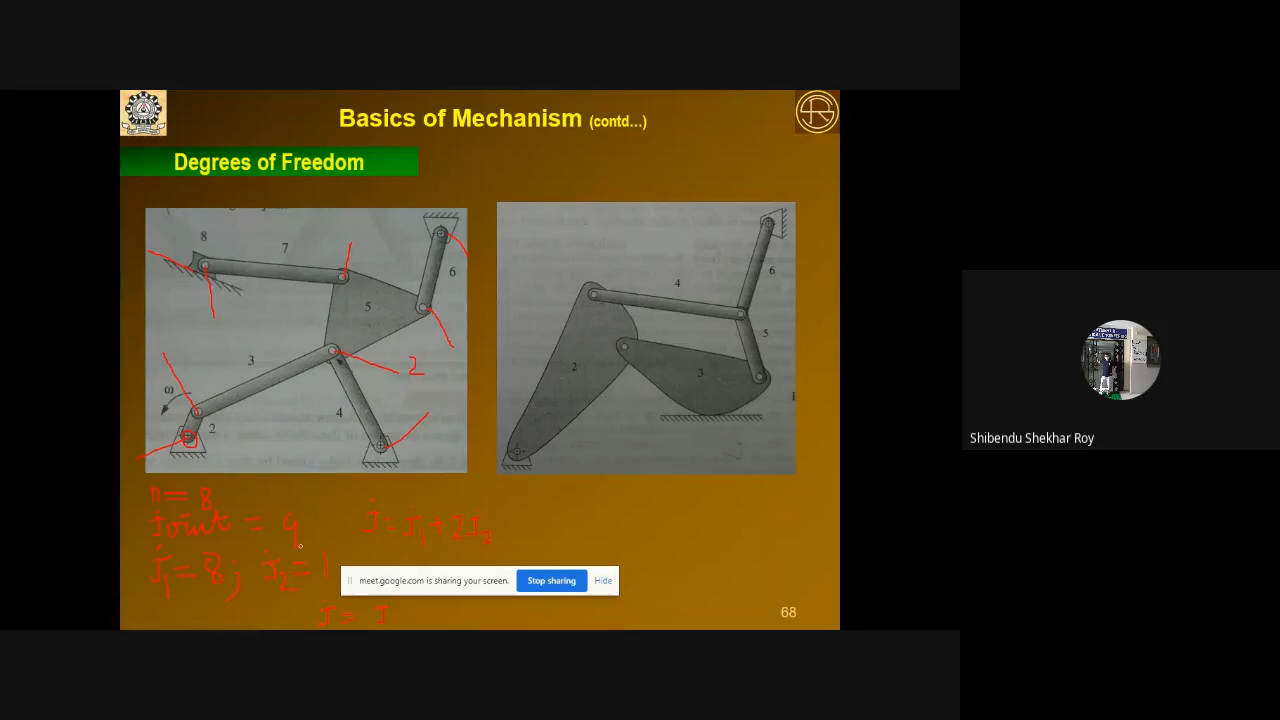 Basics of Mechanism (contd...)
Degrees of Freedom
8
7
6
5
3
2
ω
4
2
4
6
5
2
3
n = 8
joint = 9
j = j₁ + 2j₂
j₁ = 8; j₂ = 1
meet.google.com is sharing your screen. Stop sharing Hide
68
Shibendu Shekhar Roy